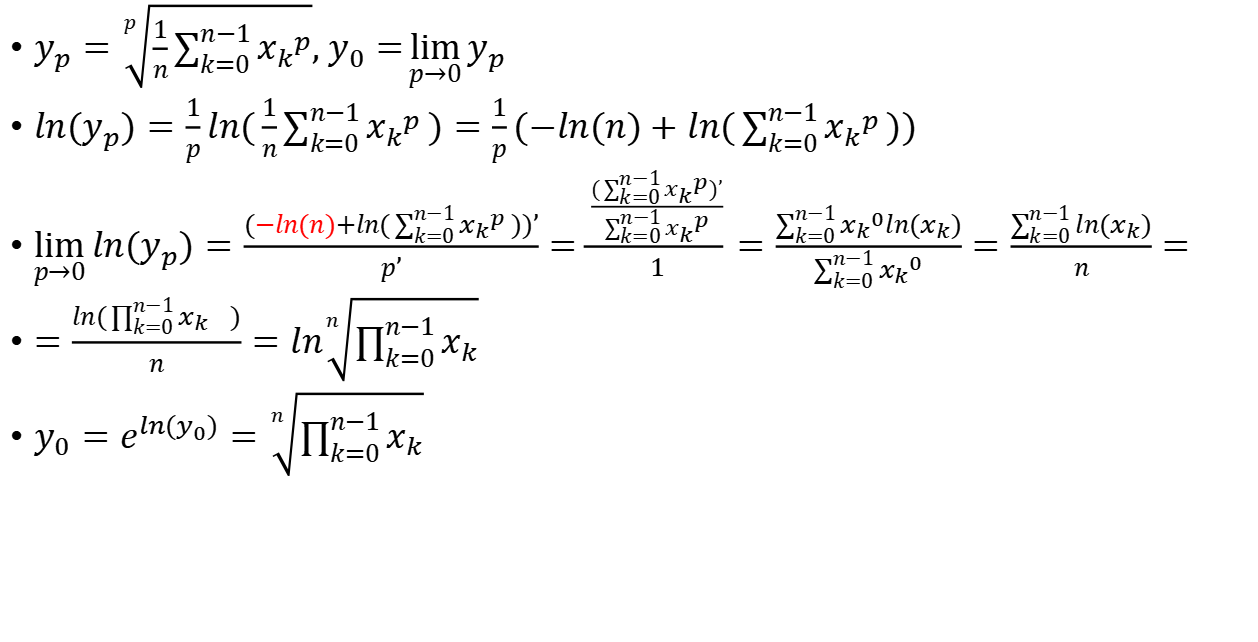 • y_p = \sqrt[p]{\frac{1}{n}\sum_{k=0}^{n-1} x_k^p}, y_0 = \lim_{p→0} y_p
• ln(y_p) = \frac{1}{p} ln(\frac{1}{n}\sum_{k=0}^{n-1} x_k^p) = \frac{1}{p}(-ln(n) + ln(\sum_{k=0}^{n-1} x_k^p))
• \lim_{p→0} ln(y_p) = \frac{(-ln(n)+ln(\sum_{k=0}^{n-1} x_k^p))'}{p'} = \frac{\frac{(\sum_{k=0}^{n-1} x_k^p)'}{\sum_{k=0}^{n-1} x_k^p}}{1} = \frac{\sum_{k=0}^{n-1} x_k^0 ln(x_k)}{\sum_{k=0}^{n-1} x_k^0} = \frac{\sum_{k=0}^{n-1} ln(x_k)}{n} =
• = \frac{ln(\prod_{k=0}^{n-1} x_k )}{n} = ln \sqrt[n]{\prod_{k=0}^{n-1} x_k}
• y_0 = e^{ln(y_0)} = \sqrt[n]{\prod_{k=0}^{n-1} x_k}